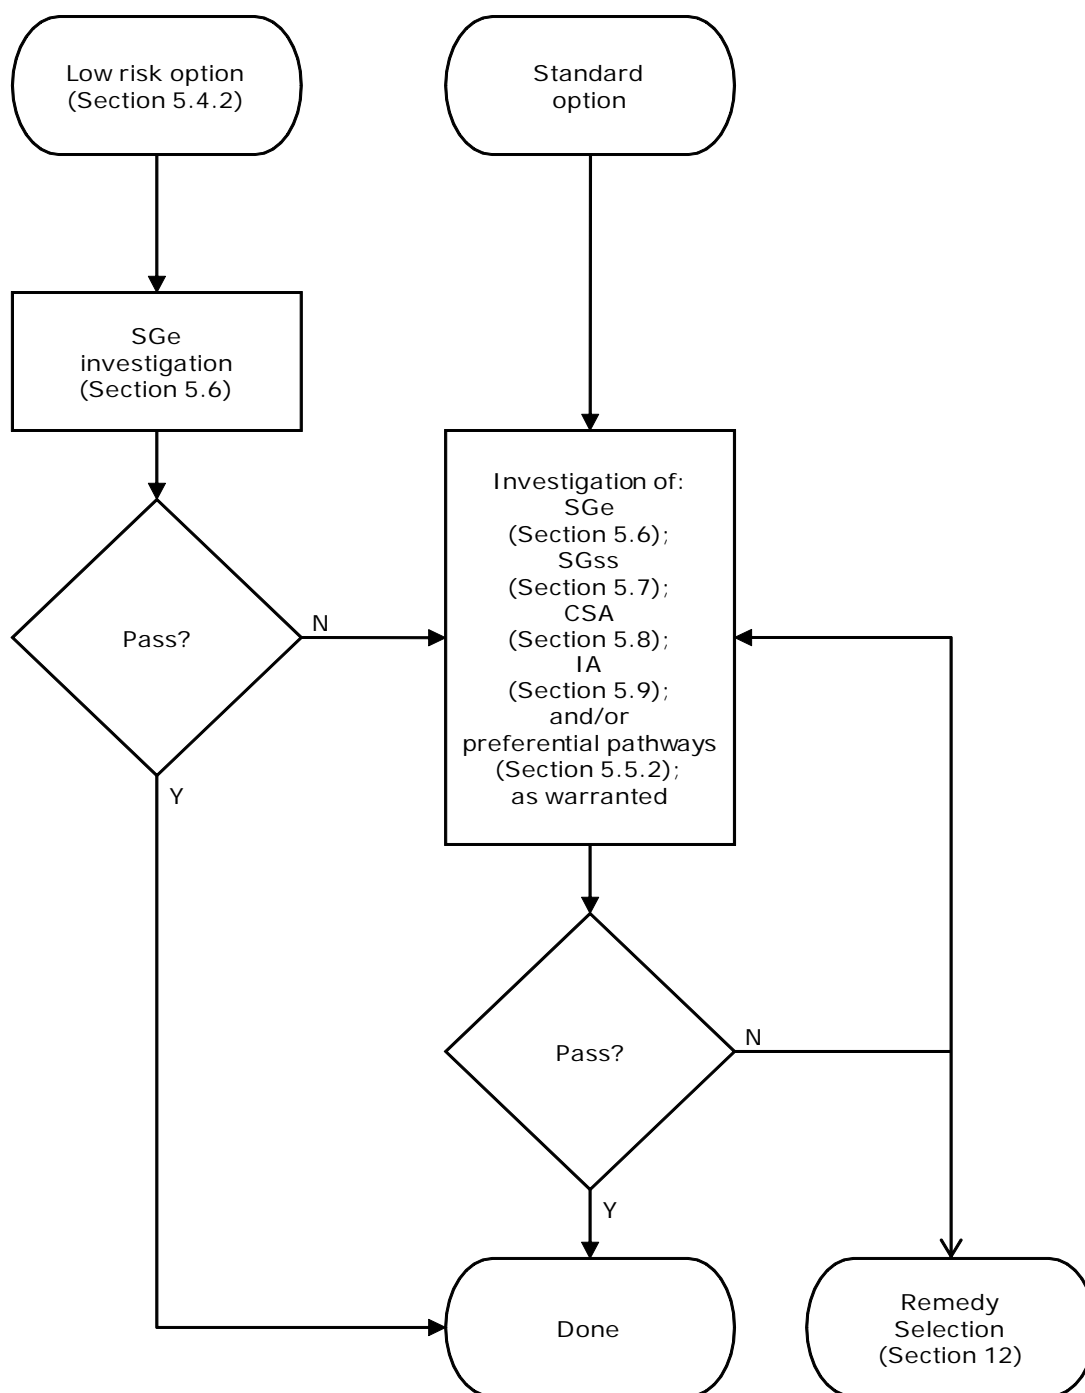 Low risk option
(Section 5.4.2)
Standard
option
SGe
investigation
(Section 5.6)
Investigation of:
SGe
(Section 5.6);
SGss
(Section 5.7);
CSA
(Section 5.8);
IA
(Section 5.9);
and/or
preferential pathways
(Section 5.5.2);
as warranted
Pass?
N
Y
Pass?
N
Y
Done
Remedy
Selection
(Section 12)